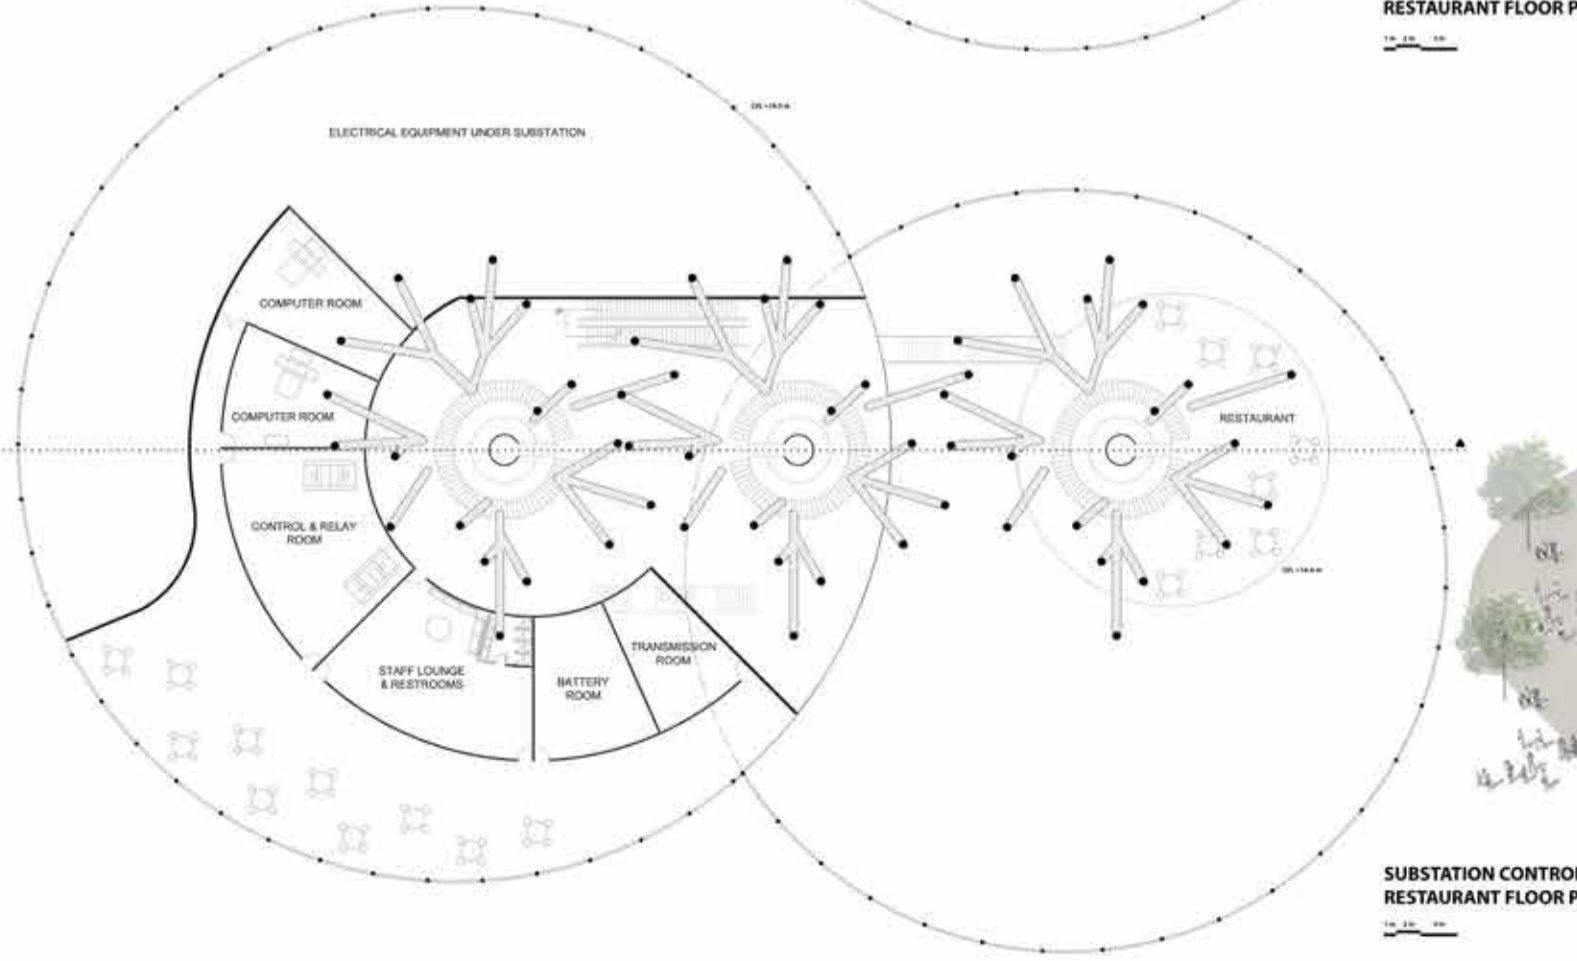 RESTAURANT FLOOR P
ELECTRICAL EQUIPMENT UNDER SUBSTATION
COMPUTER ROOM
COMPUTER ROOM
RESTAURANT
CONTROL & RELAY
ROOM
STAFF LOUNGE
& RESTROOMS
BATTERY
ROOM
TRANSMISSION
ROOM
SUBSTATION CONTROL
RESTAURANT FLOOR P